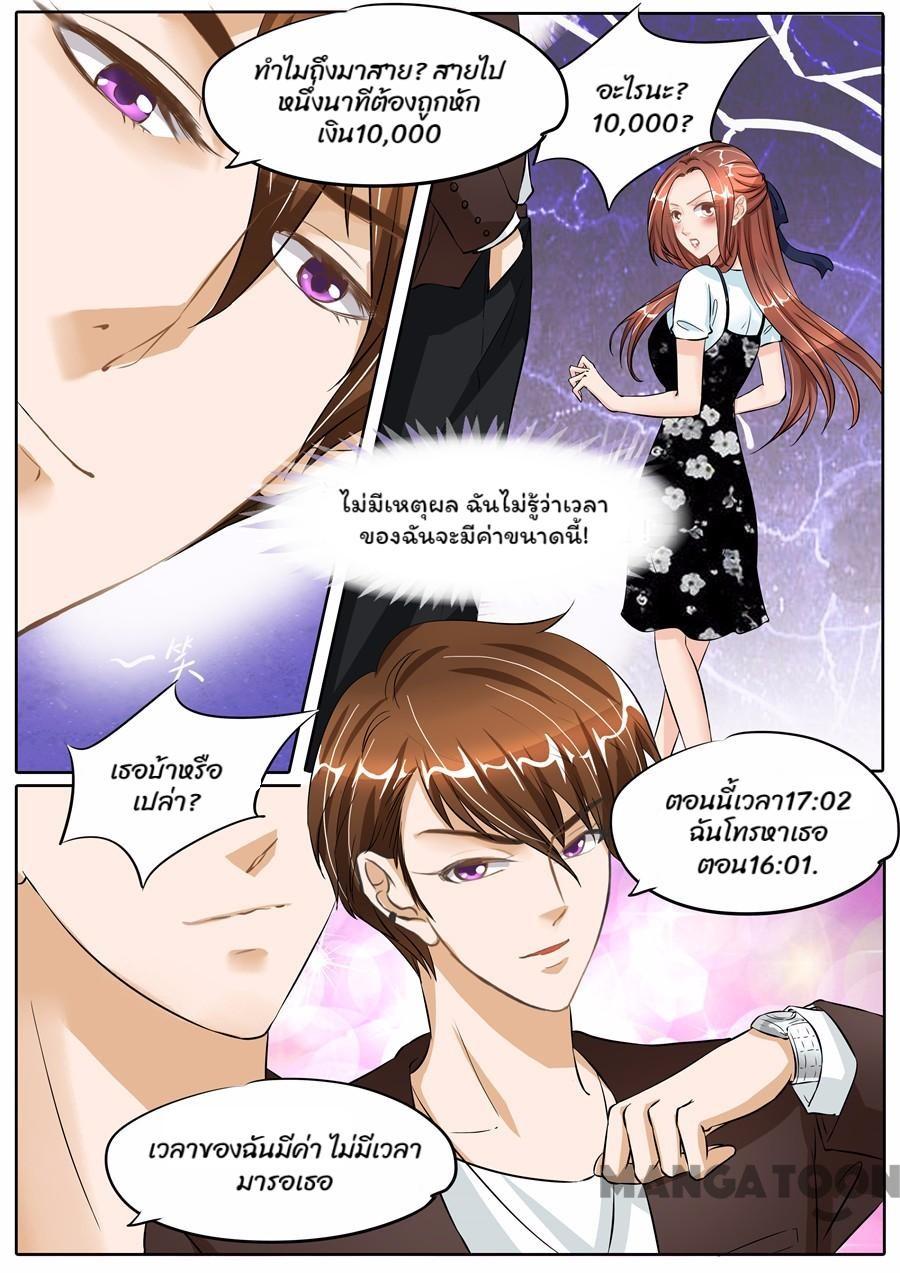 ทำไมถึงมาสาย? สายไป
หนึ่งนาทีต้องถูกหัก
เงิน10,000
อะไรนะ?
10,000?
ไม่มีเหตุผล ฉันไม่รู้ว่าเวลา
ของฉันจะมีค่าขนาดนี้!
一笑
เธอบ้าหรือ
เปล่า?
ตอนนี้เวลา17:02
ฉันโทรหาเธอ
ตอน16:01.
เวลาของฉันมีค่า ไม่มีเวลา
มารอเธอ
MANGA TOON